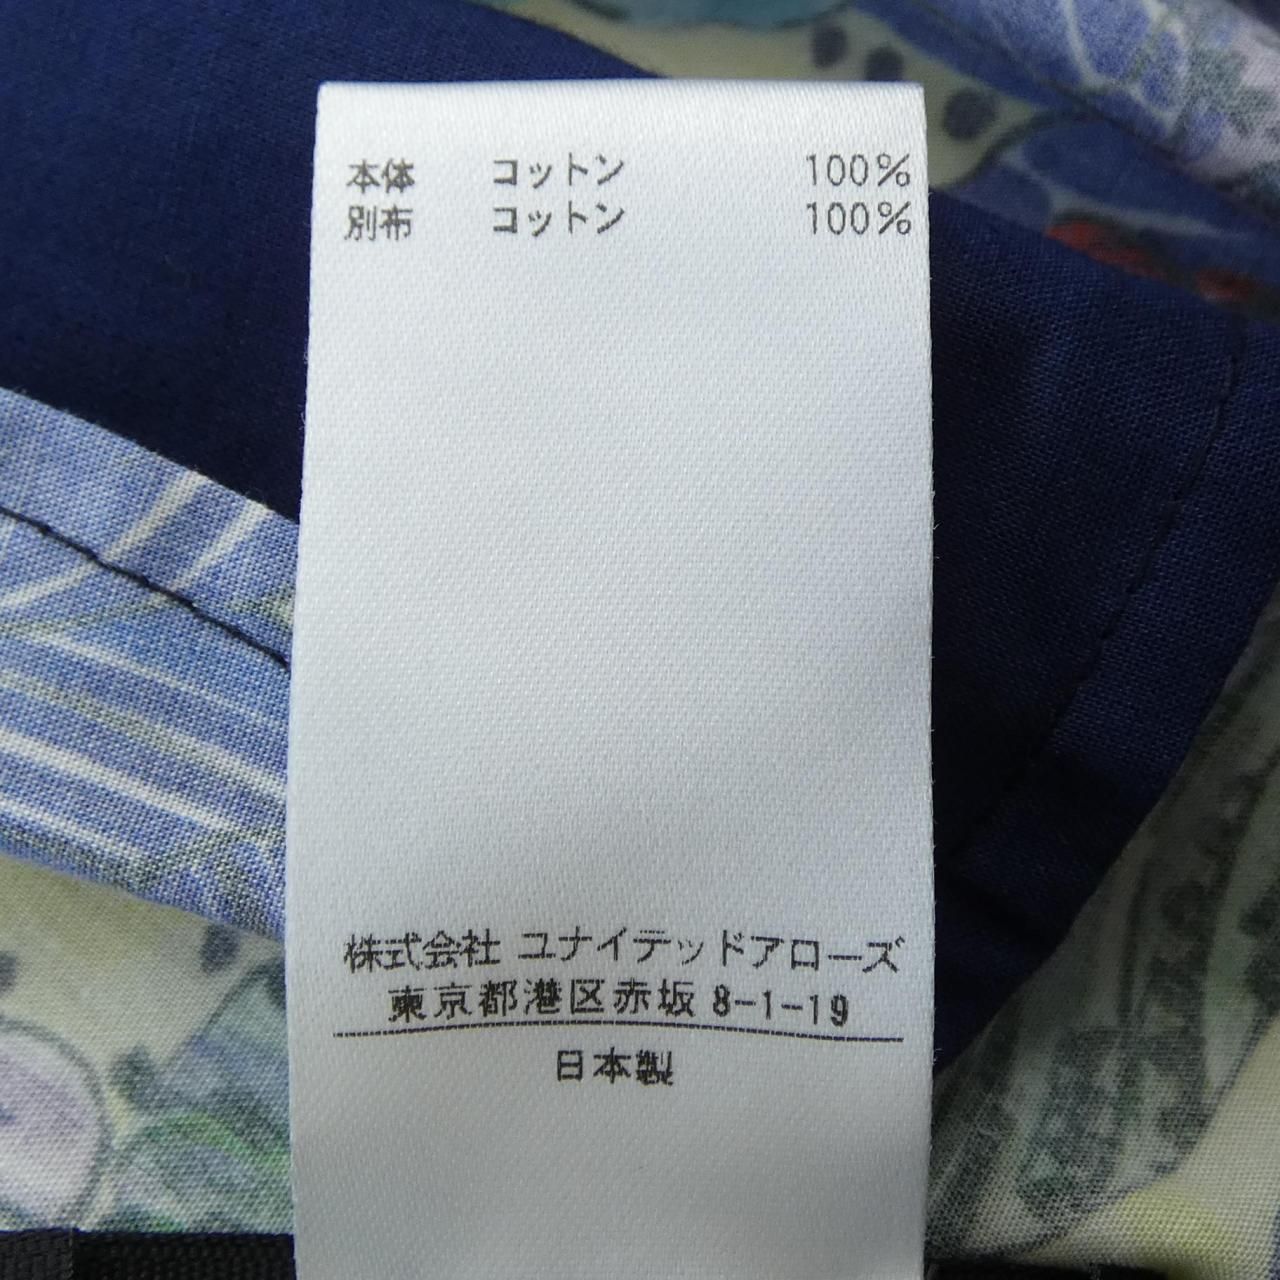 本体 コットン 100%
別布 コットン 100%
株式会社 ユナイテッドアローズ
東京都港区赤坂 8-1-19
日本製